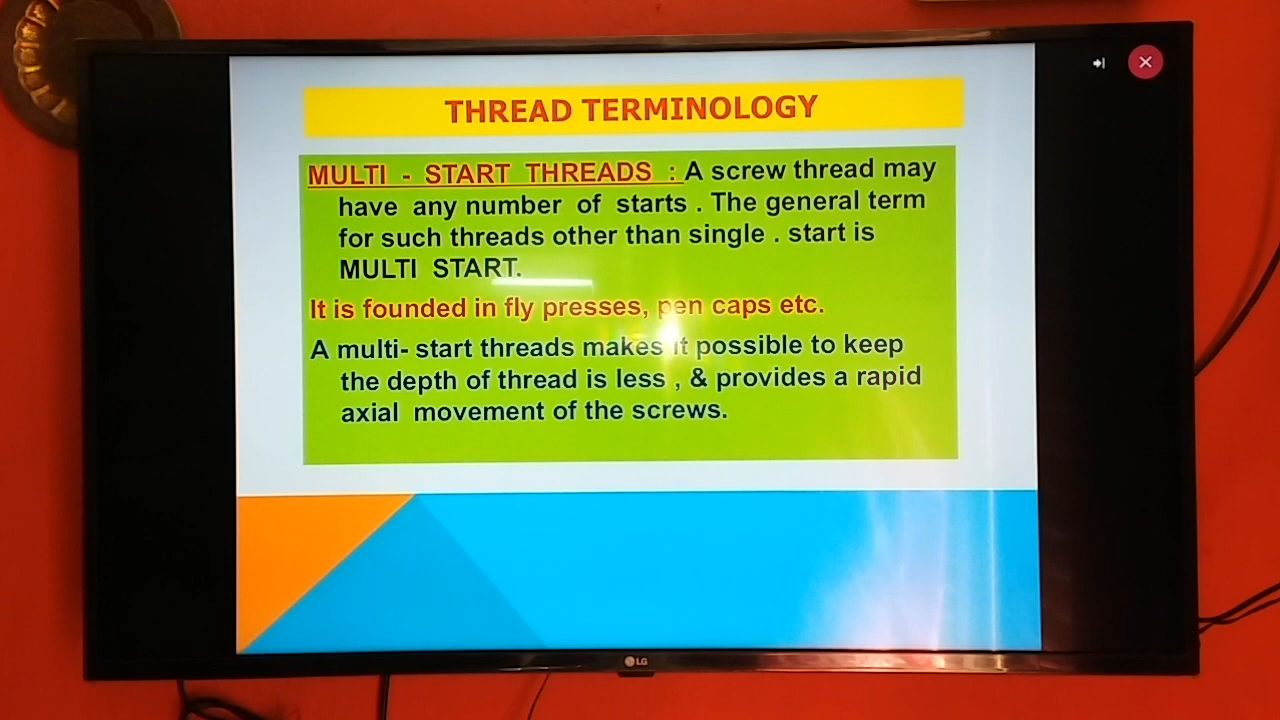 THREAD TERMINOLOGY
MULTI - START THREADS : A screw thread may
have any number of starts . The general term
for such threads other than single . start is
MULTI START.
It is founded in fly presses, pen caps etc.
A multi- start threads makes it possible to keep
the depth of thread is less , & provides a rapid
axial movement of the screws.
LG